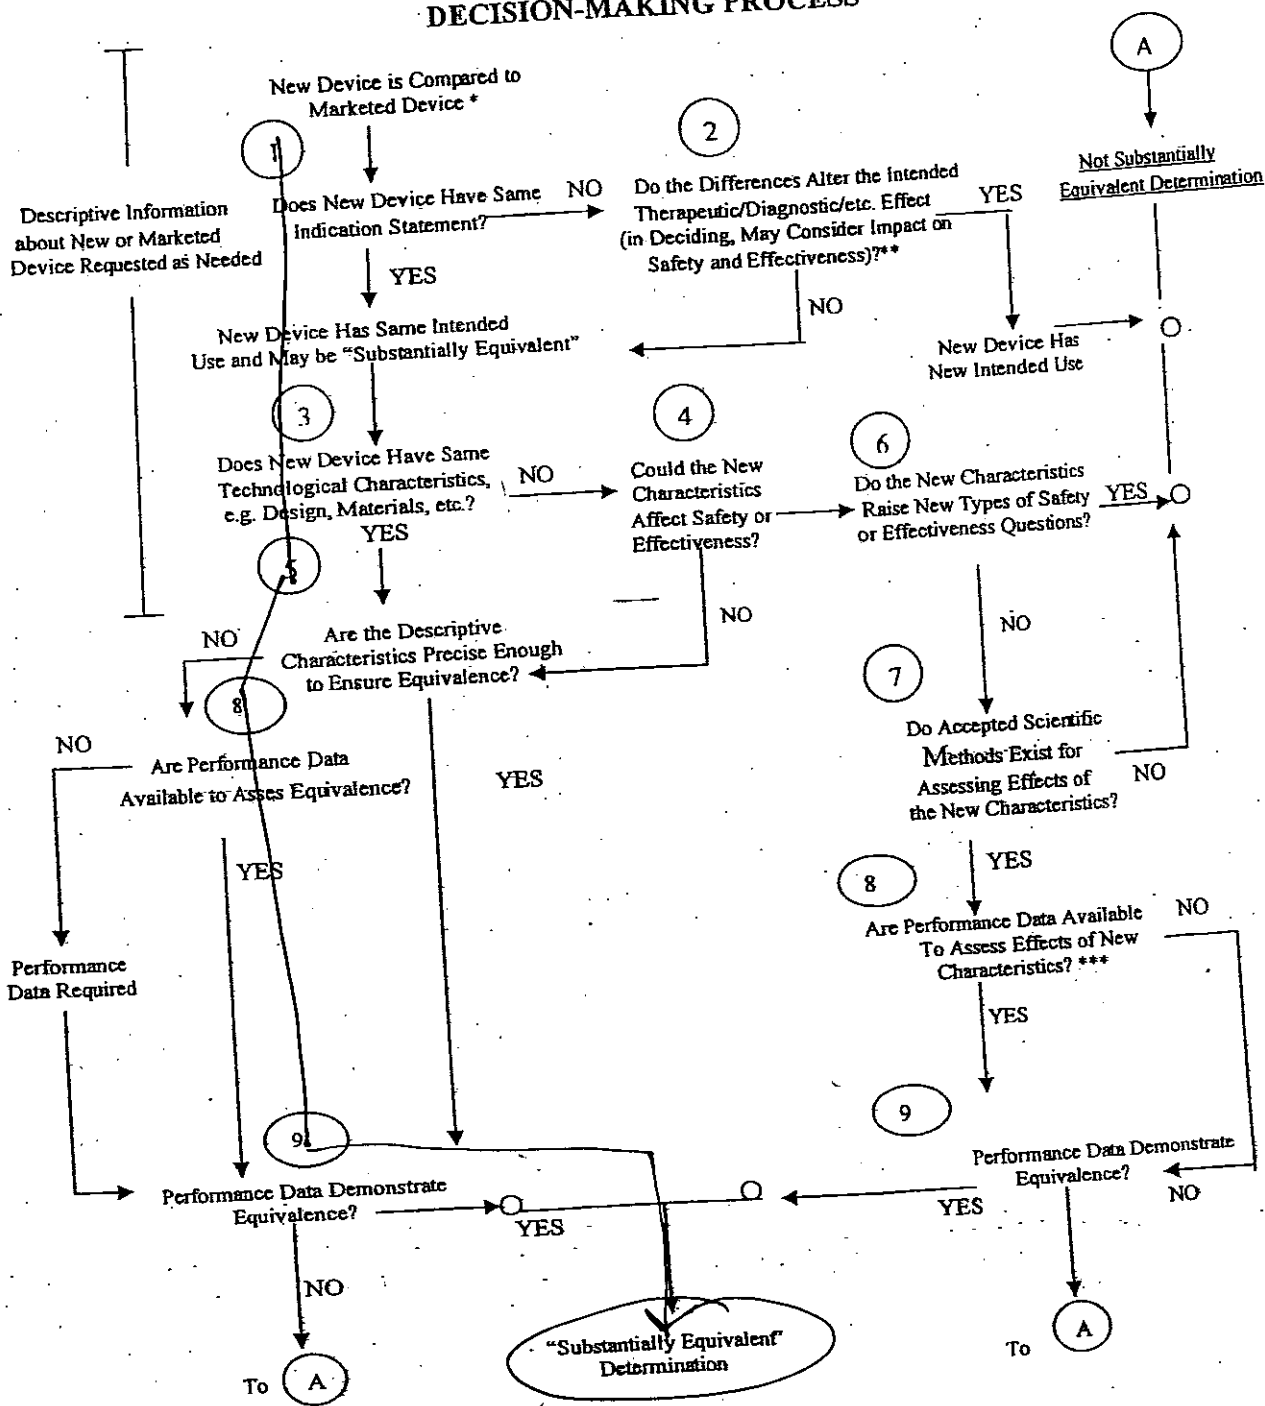 DECISION-MAKING PROCESS
A
New Device is Compared to
Marketed Device *
1
2
Descriptive Information
about New or Marketed
Device Requested as Needed
Does New Device Have Same
Indication Statement?
NO
Do the Differences Alter the Intended
Therapeutic/Diagnostic/etc. Effect
(in Deciding, May Consider Impact on
Safety and Effectiveness)?**
YES
Not Substantially
Equivalent Determination
YES
NO
New Device Has Same Intended
Use and May be “Substantially Equivalent”
New Device Has
New Intended Use
3
4
6
Does New Device Have Same
Technological Characteristics,
e.g. Design, Materials, etc.?
NO
Could the New
Characteristics
Affect Safety or
Effectiveness?
Do the New Characteristics
Raise New Types of Safety
or Effectiveness Questions?
YES
YES
5
NO
NO
NO
Are the Descriptive
Characteristics Precise Enough
to Ensure Equivalence?
7
8
NO
Are Performance Data
Available to Asses Equivalence?
YES
Do Accepted Scientific
Methods Exist for
Assessing Effects of
the New Characteristics?
NO
YES
YES
8
Are Performance Data Available
To Assess Effects of New
Characteristics? ***
NO
Performance
Data Required
YES
9
9
Performance Data Demonstrate
Equivalence?
YES
Performance Data Demonstrate
Equivalence?
YES
NO
NO
“Substantially Equivalent”
Determination
To A
To A